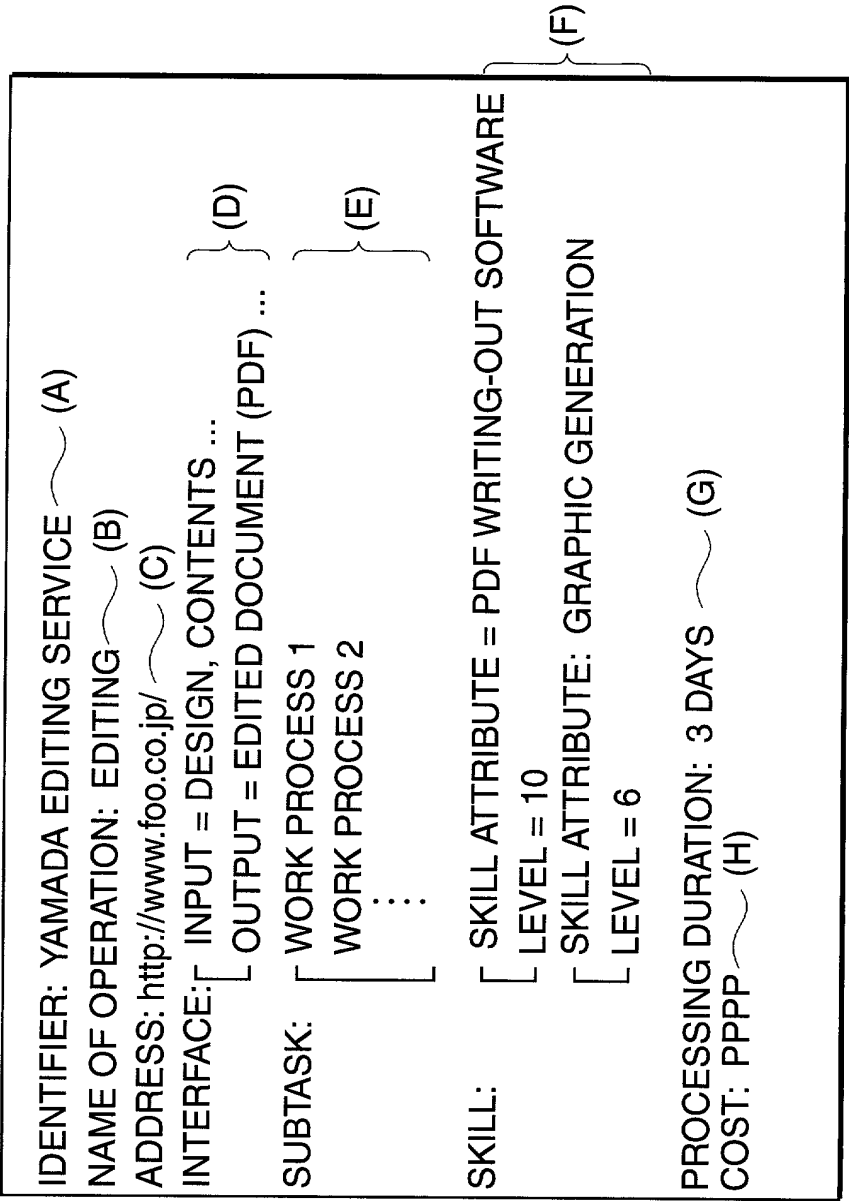 IDENTIFIER: YAMADA EDITING SERVICE (A)
NAME OF OPERATION: EDITING (B)
ADDRESS: http://www.foo.co.jp/ (C)
INTERFACE: INPUT = DESIGN, CONTENTS ...
OUTPUT = EDITED DOCUMENT (PDF) ... (D)
SUBTASK: WORK PROCESS 1
WORK PROCESS 2 (E)
⋮
SKILL: SKILL ATTRIBUTE = PDF WRITING-OUT SOFTWARE
LEVEL = 10
SKILL ATTRIBUTE: GRAPHIC GENERATION (F)
LEVEL = 6
PROCESSING DURATION: 3 DAYS (G)
COST: PPPP (H)